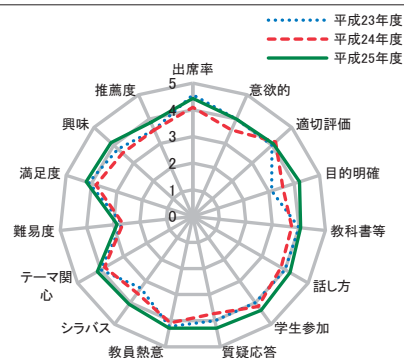 平成23年度
平成24年度
平成25年度
出席率
意欲的
適切評価
目的明確
教科書等
話し方
学生参加
質疑応答
教員熱意
シラバス
テーマ関
心
難易度
満足度
興味
推薦度
5
4
3
2
1
0